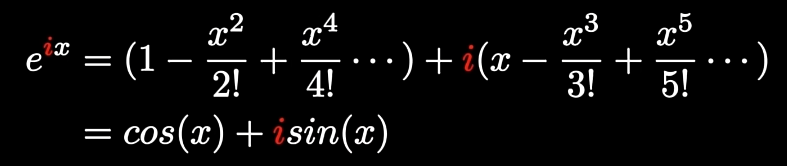 e^{ix} = (1 − x²/2! + x⁴/4! ⋯) + i(x − x³/3! + x⁵/5! ⋯)
= cos(x) + isin(x)